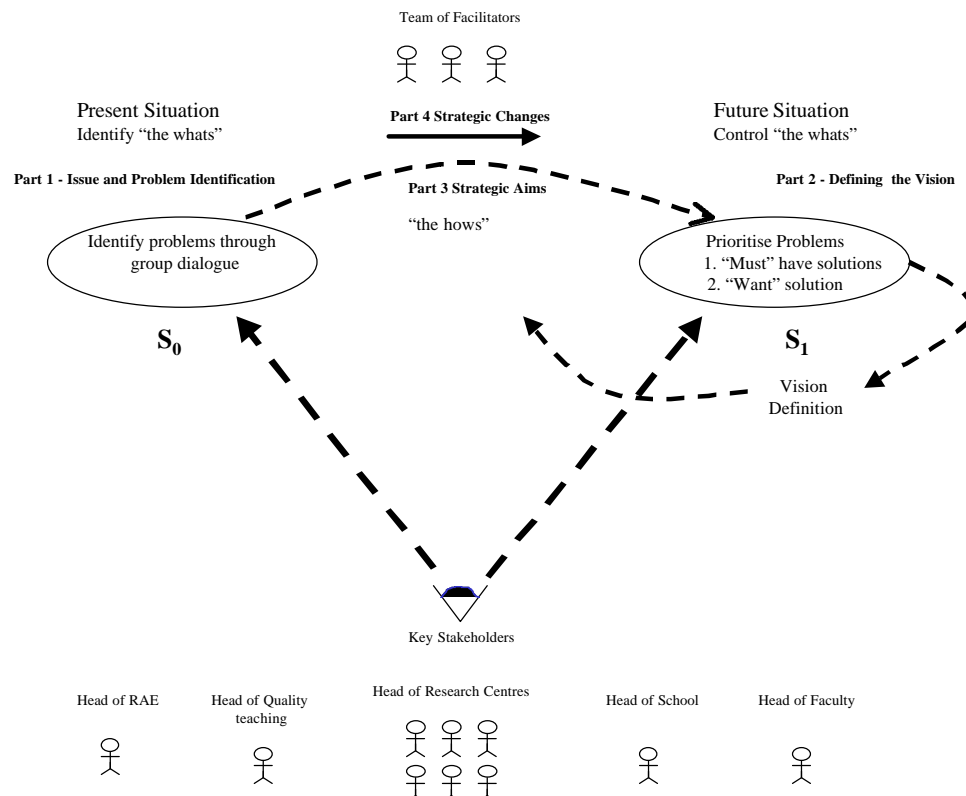 Team of Facilitators
Present Situation
Identify “the whats”
Part 4 Strategic Changes
Future Situation
Control “the whats”
Part 1 - Issue and Problem Identification
Part 3 Strategic Aims
“the hows”
Part 2 - Defining the Vision
Identify problems through
group dialogue
Prioritise Problems
1. “Must” have solutions
2. “Want” solution
S0
S1
Vision
Definition
Key Stakeholders
Head of RAE
Head of Quality
teaching
Head of Research Centres
Head of School
Head of Faculty